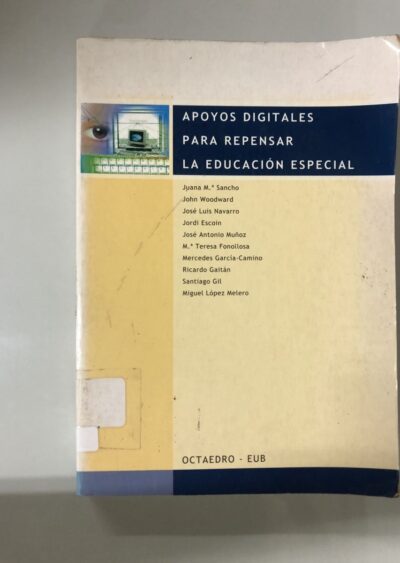 APOYOS DIGITALES
PARA REPENSAR
LA EDUCACIÓN ESPECIAL
Juana M.ª Sancho
John Woodward
José Luis Navarro
Jordi Escoin
José Antonio Muñoz
M.ª Teresa Fonollosa
Mercedes García-Camino
Ricardo Gaitán
Santiago Gil
Miguel López Melero
OCTAEDRO - EUB